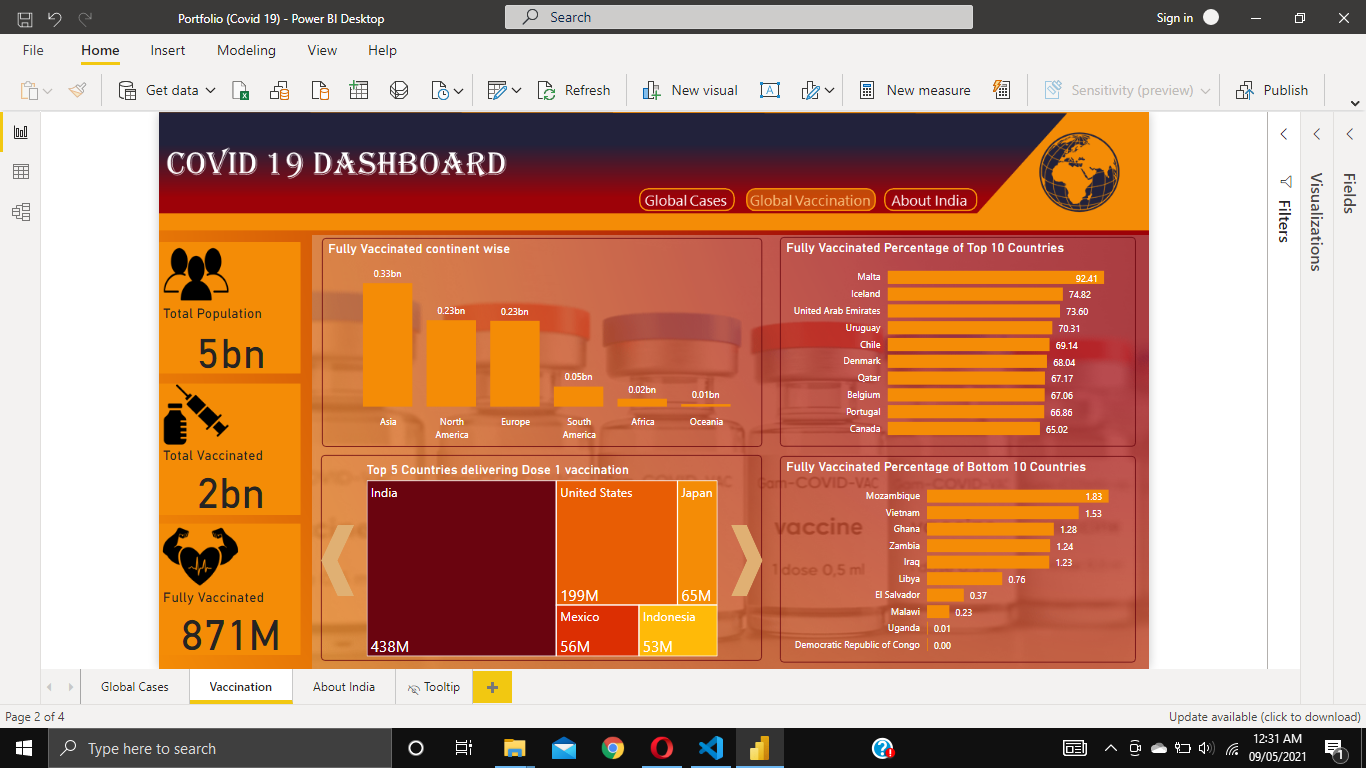 Portfolio (Covid 19) - Power BI Desktop
Search
Sign in
File
Home
Insert
Modeling
View
Help
Get data
Refresh
New visual
New measure
Sensitivity (preview)
Publish
COVID 19 DASHBOARD
Global Cases
Global Vaccination
About India
Filters
Visualizations
Fields
Total Population
5bn
Total Vaccinated
2bn
Fully Vaccinated
871M
Fully Vaccinated continent wise
0.33bn
0.23bn
0.23bn
0.05bn
0.02bn
0.01bn
Asia
North America
Europe
South America
Africa
Oceania
Fully Vaccinated Percentage of Top 10 Countries
Malta 92.41
Iceland 74.82
United Arab Emirates 73.60
Uruguay 70.31
Chile 69.14
Denmark 68.04
Qatar 67.17
Belgium 67.06
Portugal 66.86
Canada 65.02
Top 5 Countries delivering Dose 1 vaccination
India
438M
United States
199M
Japan
65M
Mexico
56M
Indonesia
53M
Fully Vaccinated Percentage of Bottom 10 Countries
Mozambique 1.83
Vietnam 1.53
Ghana 1.28
Zambia 1.24
Iraq 1.23
Libya 0.76
El Salvador 0.37
Malawi 0.23
Uganda 0.01
Democratic Republic of Congo 0.00
Gam-COVID-VAC
vaccine
1 dose 0,5 ml
Global Cases
Vaccination
About India
Tooltip
Page 2 of 4
Update available (click to download)
Type here to search
12:31 AM
09/05/2021
1